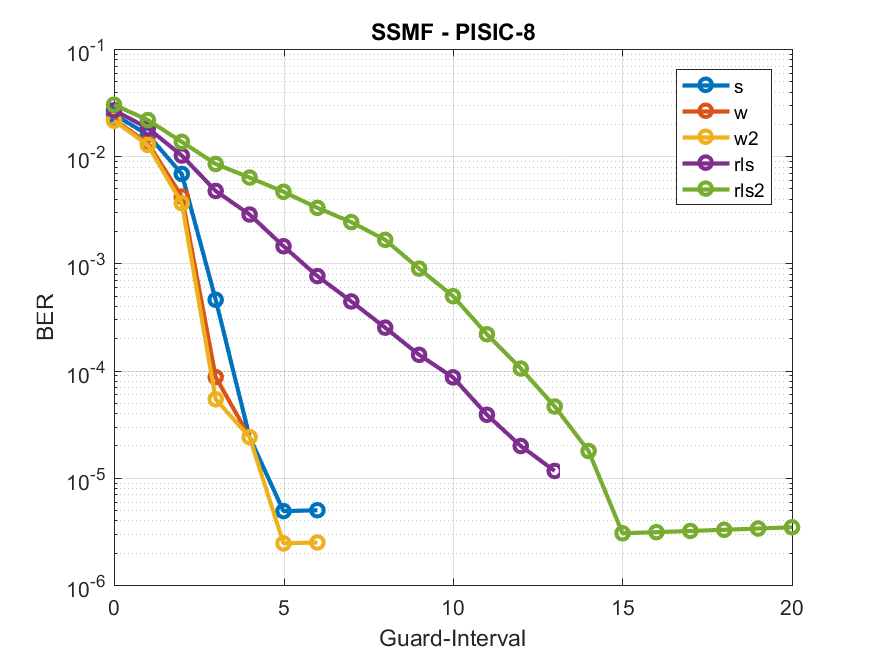 SSMF - PISIC-8
s
w
w2
rls
rls2
BER
10^-1
10^-2
10^-3
10^-4
10^-5
10^-6
0 5 10 15 20
Guard-Interval